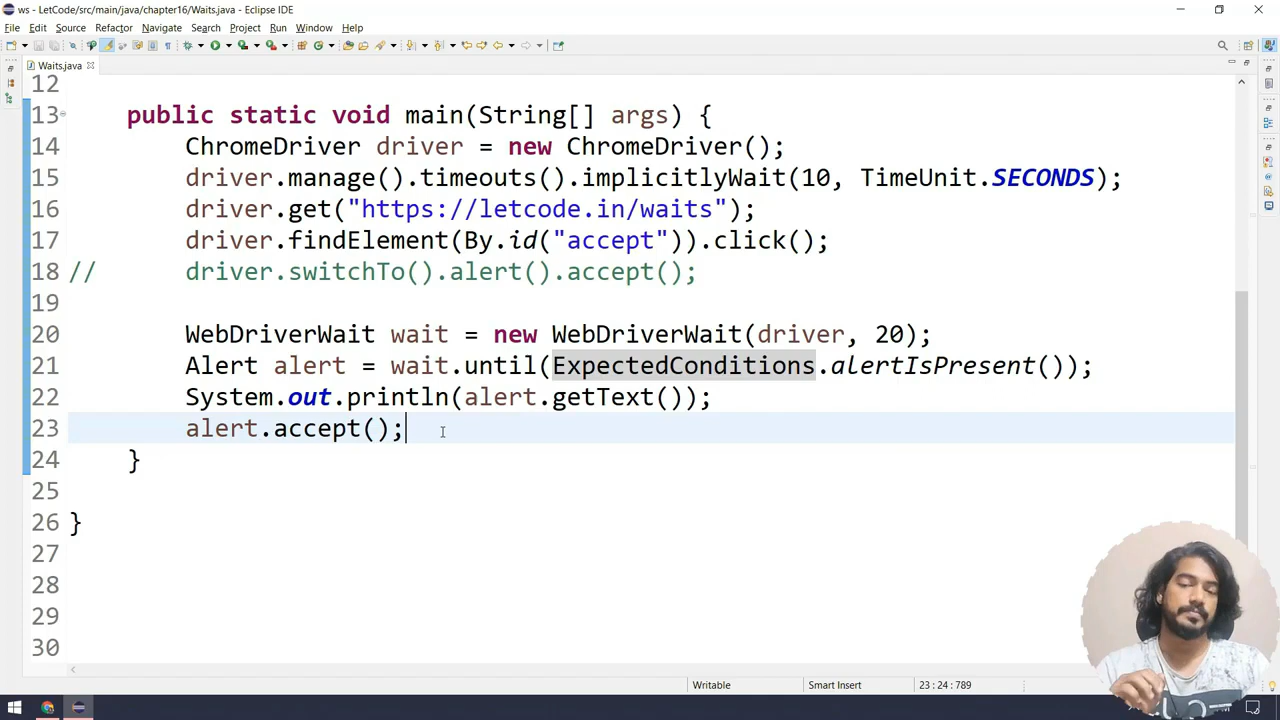 ws - LetCode/src/main/java/chapter16/Waits.java - Eclipse IDE
File Edit Source Refactor Navigate Search Project Run Window Help
Waits.java
12
13 public static void main(String[] args) {
14 ChromeDriver driver = new ChromeDriver();
15 driver.manage().timeouts().implicitlyWait(10, TimeUnit.SECONDS);
16 driver.get("https://letcode.in/waits");
17 driver.findElement(By.id("accept")).click();
18 // driver.switchTo().alert().accept();
19
20 WebDriverWait wait = new WebDriverWait(driver, 20);
21 Alert alert = wait.until(ExpectedConditions.alertIsPresent());
22 System.out.println(alert.getText());
23 alert.accept();
24 }
25
26 }
27
28
29
30
Writable Smart Insert 23 : 24 : 789